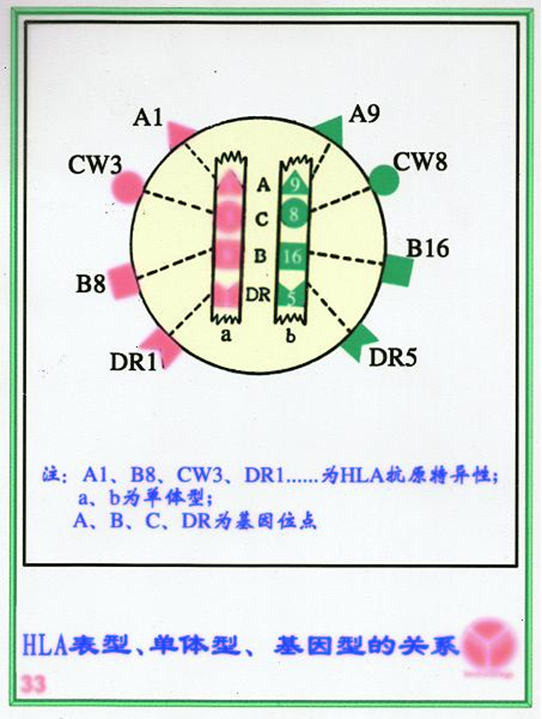 A1
A9
CW3
CW8
A
9
C
8
B
16
B8
B16
DR
5
a
b
DR1
DR5
注：A1、B8、CW3、DR1......为HLA抗原特异性；
a、b为单体型；
A、B、C、DR为基因位点
HLA表型、单体型、基因型的关系
33